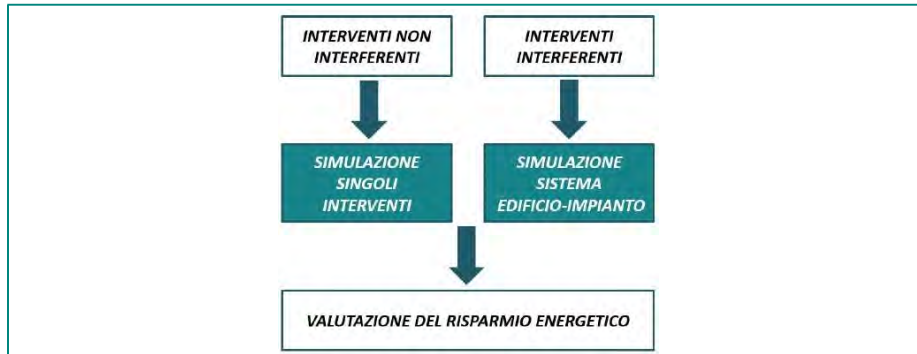 INTERVENTI NON
INTERFERENTI
INTERVENTI
INTERFERENTI
SIMULAZIONE
SINGOLI
INTERVENTI
SIMULAZIONE
SISTEMA
EDIFICIO-IMPIANTO
VALUTAZIONE DEL RISPARMIO ENERGETICO